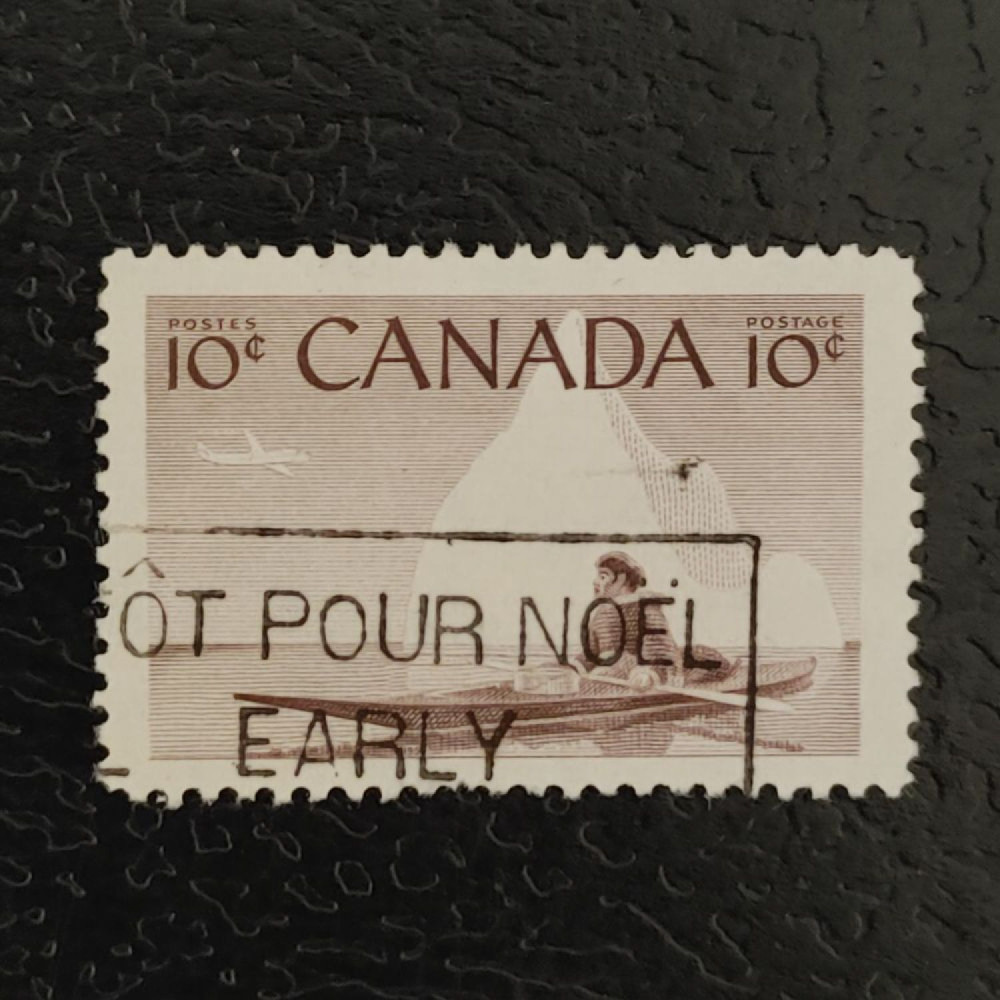 POSTES
10¢ CANADA
POSTAGE
10¢
ÔT POUR NOËL
EARLY